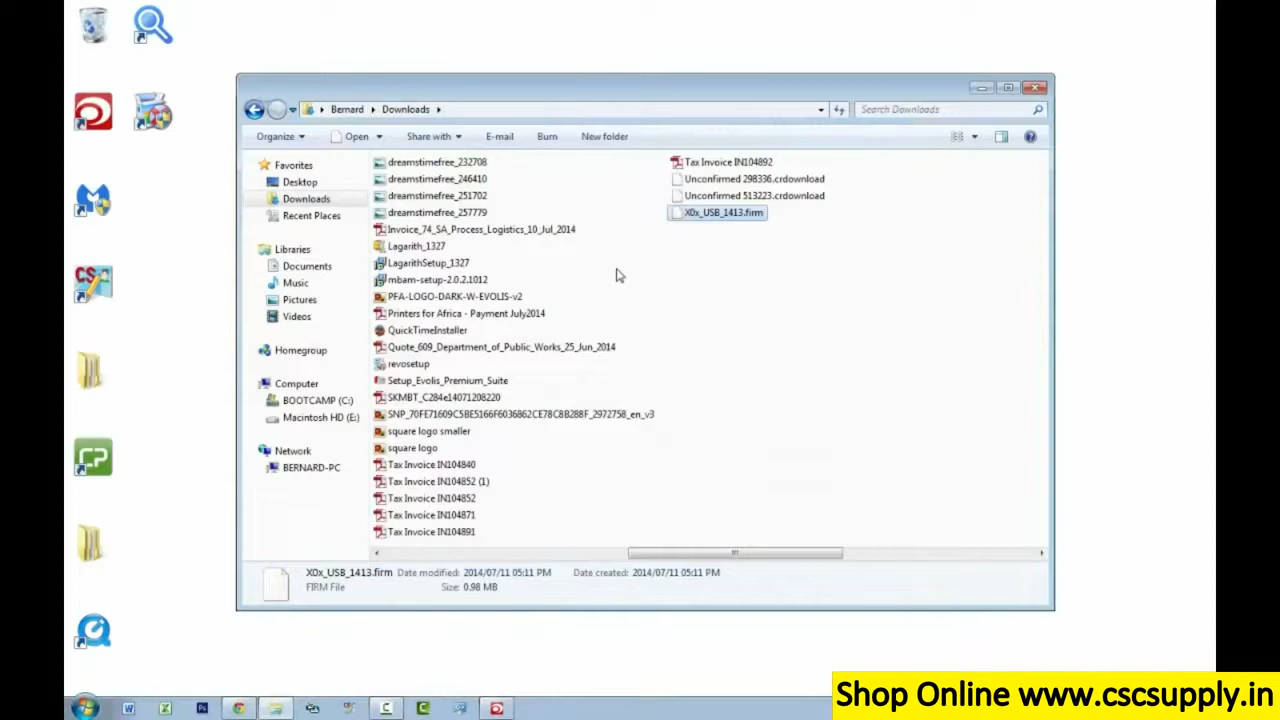 Bernard
Downloads
Search Downloads
Organize
Open
Share with
E-mail
Burn
New folder
Favorites
Desktop
Downloads
Recent Places
Libraries
Documents
Music
Pictures
Videos
Homegroup
Computer
BOOTCAMP (C:)
Macintosh HD (E:)
Network
BERNARD-PC
dreamstimefree_232708
dreamstimefree_246410
dreamstimefree_251702
dreamstimefree_257779
Invoice_74_SA_Process_Logistics_10_Jul_2014
Lagarith_1327
LagarithSetup_1327
mbam-setup-2.0.2.1012
PFA-LOGO-DARK-W-EVOLIS-v2
Printers for Africa - Payment July2014
QuickTimeInstaller
Quote_609_Department_of_Public_Works_25_Jun_2014
revosetup
Setup_Evolis_Premium_Suite
SKMBT_C284e14071208220
SNP_70FE71609C5BE5166F6036862CE78C8B288F_2972758_en_v3
square logo smaller
square logo
Tax Invoice IN104840
Tax Invoice IN104852 (1)
Tax Invoice IN104852
Tax Invoice IN104871
Tax Invoice IN104891
Tax Invoice IN104892
Unconfirmed 298336.crdownload
Unconfirmed 513223.crdownload
X0x_USB_1413.firm
X0x_USB_1413.firm Date modified: 2014/07/11 05:11 PM Date created: 2014/07/11 05:11 PM
FIRM File Size: 0.98 MB
CS
CP
Shop Online www.cscsupply.in